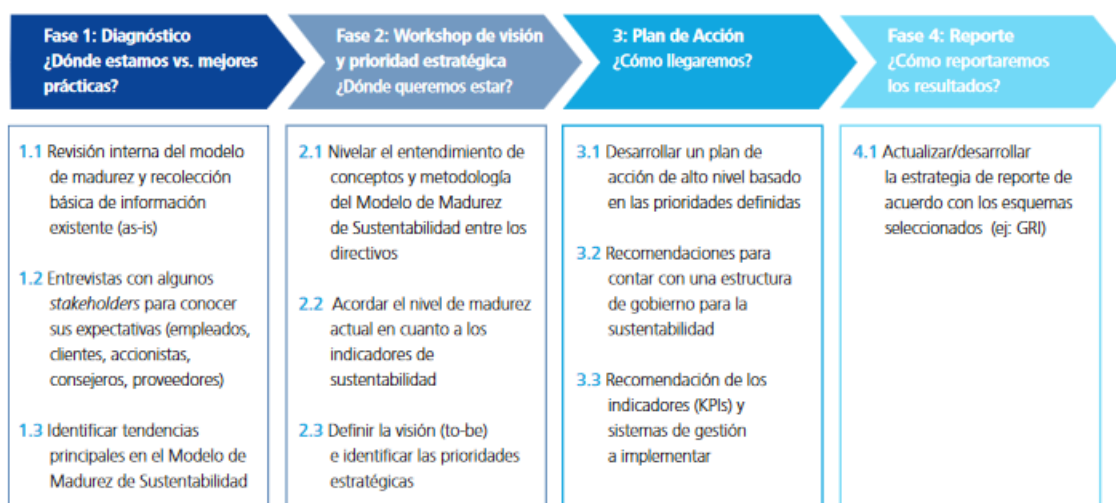 Fase 1: Diagnóstico
¿Dónde estamos vs. mejores
prácticas?
Fase 2: Workshop de visión
y prioridad estratégica
¿Dónde queremos estar?
3: Plan de Acción
¿Cómo llegaremos?
Fase 4: Reporte
¿Cómo reportaremos
los resultados?
1.1 Revisión interna del modelo
de madurez y recolección
básica de información
existente (as-is)
1.2 Entrevistas con algunos
stakeholders para conocer
sus expectativas (empleados,
clientes, accionistas,
consejeros, proveedores)
1.3 Identificar tendencias
principales en el Modelo de
Madurez de Sustentabilidad
2.1 Nivelar el entendimiento de
conceptos y metodología
del Modelo de Madurez
de Sustentabilidad entre los
directivos
2.2 Acordar el nivel de madurez
actual en cuanto a los
indicadores de
sustentabilidad
2.3 Definir la visión (to-be)
e identificar las prioridades
estratégicas
3.1 Desarrollar un plan de
acción de alto nivel basado
en las prioridades definidas
3.2 Recomendaciones para
contar con una estructura
de gobierno para la
sustentabilidad
3.3 Recomendación de los
indicadores (KPIs) y
sistemas de gestión
a implementar
4.1 Actualizar/desarrollar
la estrategia de reporte de
acuerdo con los esquemas
seleccionados (ej: GRI)